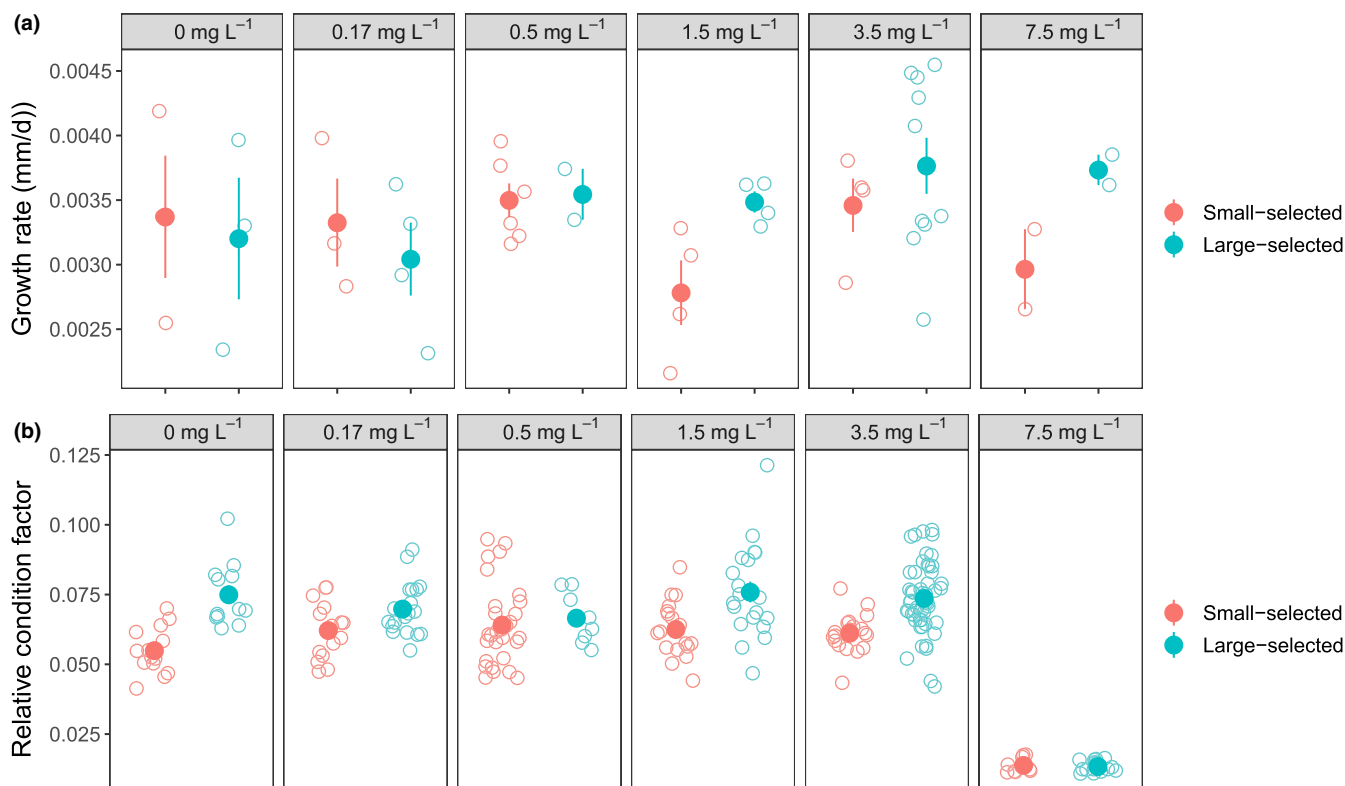 (a)
0 mg L⁻¹ 0.17 mg L⁻¹ 0.5 mg L⁻¹ 1.5 mg L⁻¹ 3.5 mg L⁻¹ 7.5 mg L⁻¹
Growth rate (mm/d))
0.0045
0.0040
0.0035
0.0030
0.0025
Small−selected
Large−selected
(b)
0 mg L⁻¹ 0.17 mg L⁻¹ 0.5 mg L⁻¹ 1.5 mg L⁻¹ 3.5 mg L⁻¹ 7.5 mg L⁻¹
Relative condition factor
0.125
0.100
0.075
0.050
0.025
Small−selected
Large−selected